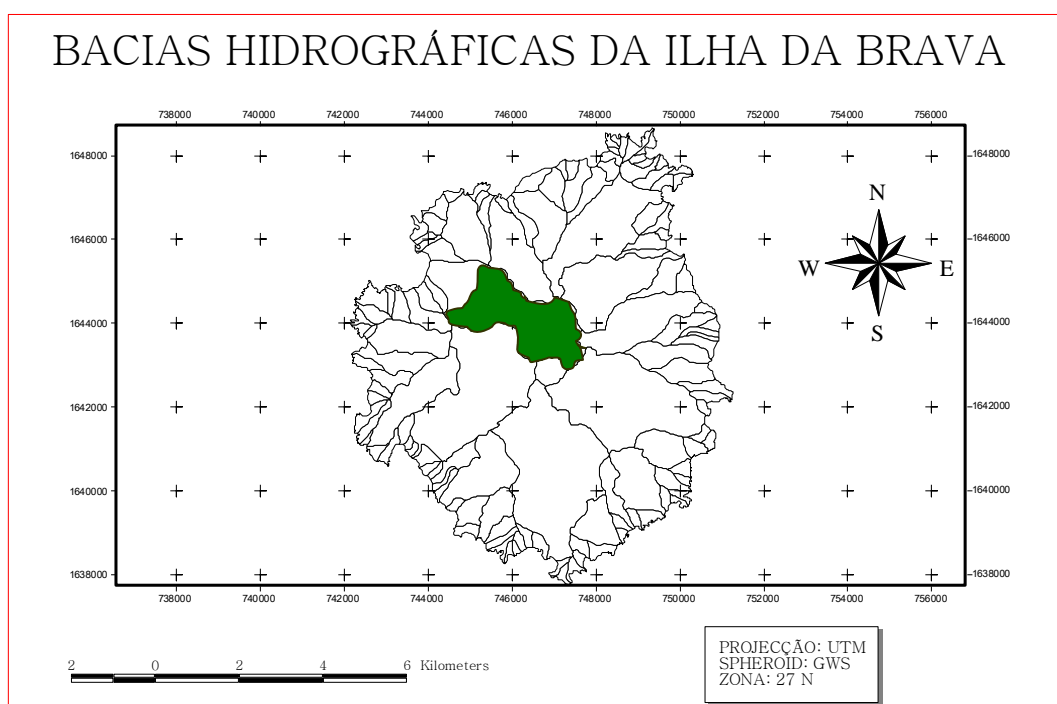 BACIAS HIDROGRÁFICAS DA ILHA DA BRAVA
738000 740000 742000 744000 746000 748000 750000 752000 754000 756000
1648000 1648000
N
1646000 1646000
W E
S
1644000 1644000
1642000 1642000
1640000 1640000
1638000 1638000
738000 740000 742000 744000 746000 748000 750000 752000 754000 756000
2 0 2 4 6 Kilometers
PROJECÇÃO: UTM
SPHEROID: GWS
ZONA: 27 N